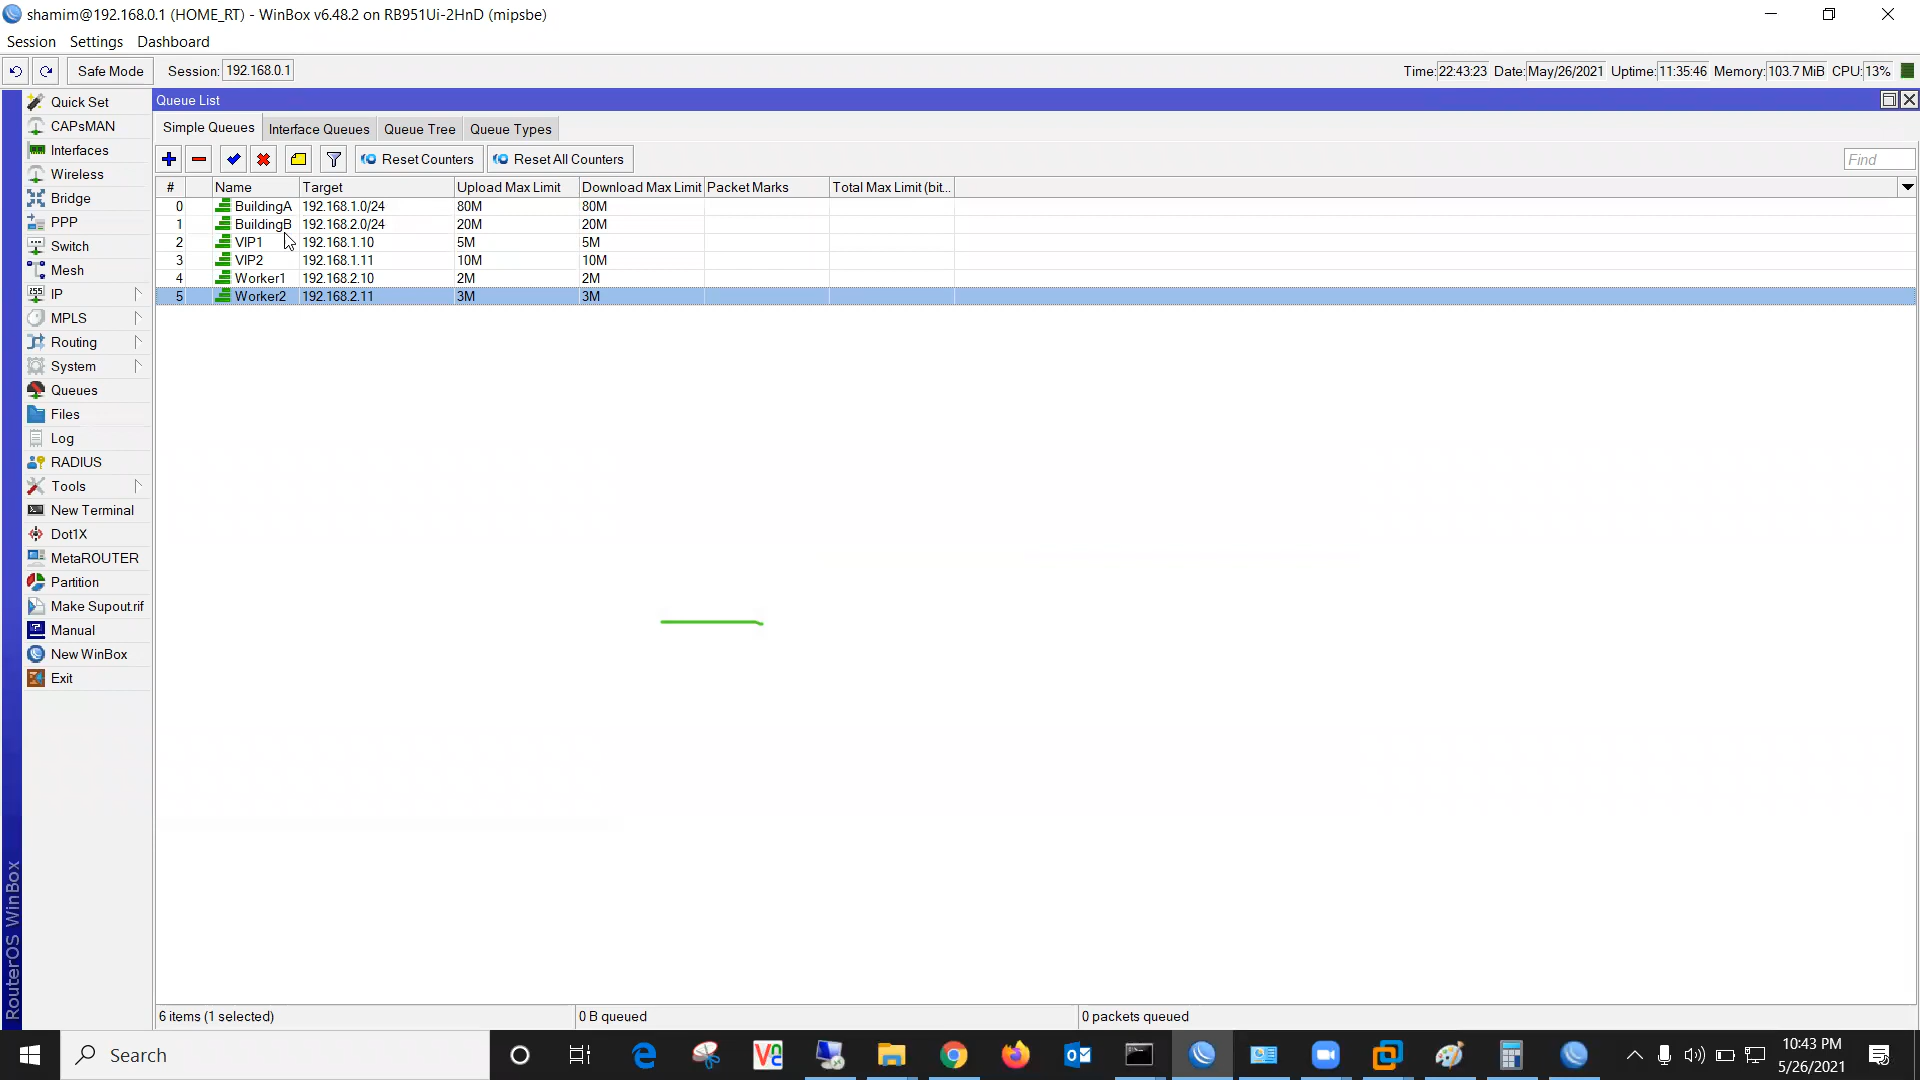 shamim@192.168.0.1 (HOME_RT) - WinBox v6.48.2 on RB951Ui-2HnD (mipsbe)
Session Settings Dashboard
Safe Mode Session: 192.168.0.1 Time: 22:43:23 Date: May/26/2021 Uptime: 11:35:46 Memory: 103.7 MiB CPU: 13%
Quick Set
CAPsMAN
Interfaces
Wireless
Bridge
PPP
Switch
Mesh
IP
MPLS
Routing
System
Queues
Files
Log
RADIUS
Tools
New Terminal
Dot1X
MetaROUTER
Partition
Make Supout.rif
Manual
New WinBox
Exit
RouterOS WinBox
Queue List
Simple Queues Interface Queues Queue Tree Queue Types
Reset Counters Reset All Counters Find
# Name Target Upload Max Limit Download Max Limit Packet Marks Total Max Limit (bit...
0 BuildingA 192.168.1.0/24 80M 80M
1 BuildingB 192.168.2.0/24 20M 20M
2 VIP1 192.168.1.10 5M 5M
3 VIP2 192.168.1.11 10M 10M
4 Worker1 192.168.2.10 2M 2M
5 Worker2 192.168.2.11 3M 3M
6 items (1 selected) 0 B queued 0 packets queued
Search
10:43 PM
5/26/2021